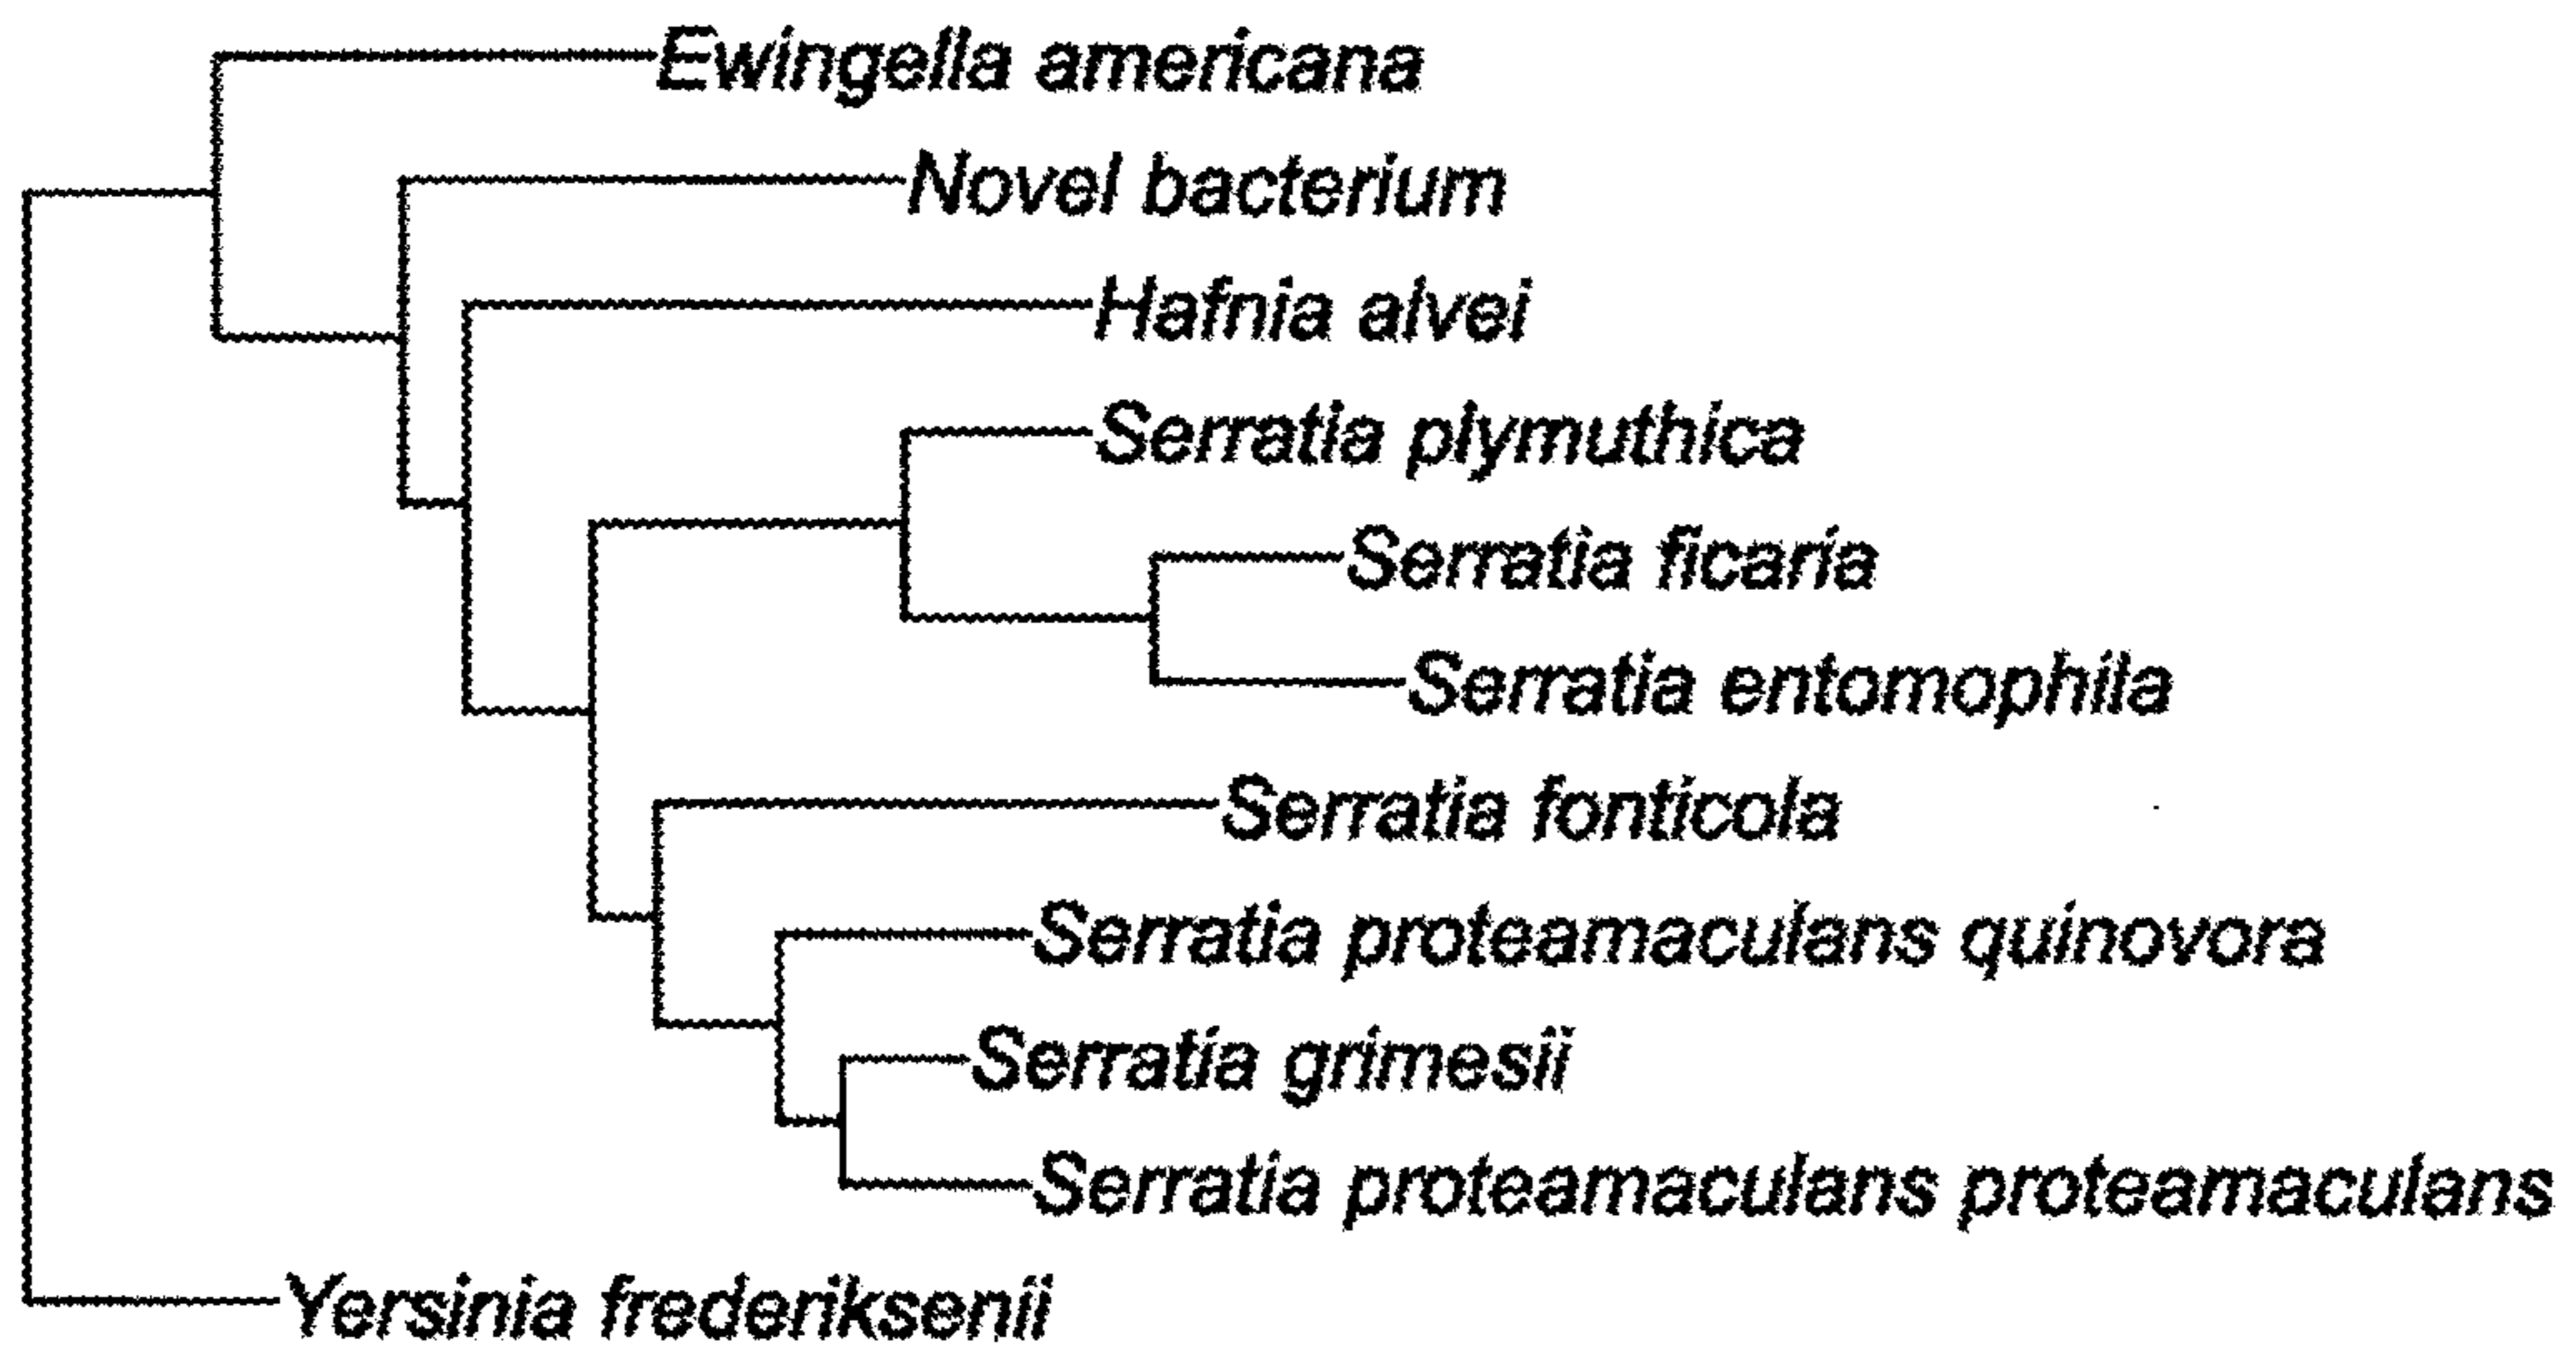 Ewingella americana
Novel bacterium
Hafnia alvei
Serratia plymuthica
Serratia ficaria
Serratia entomophila
Serratia fonticola
Serratia proteamaculans quinovora
Serratia grimesii
Serratia proteamaculans proteamaculans
Yersinia frederiksenii